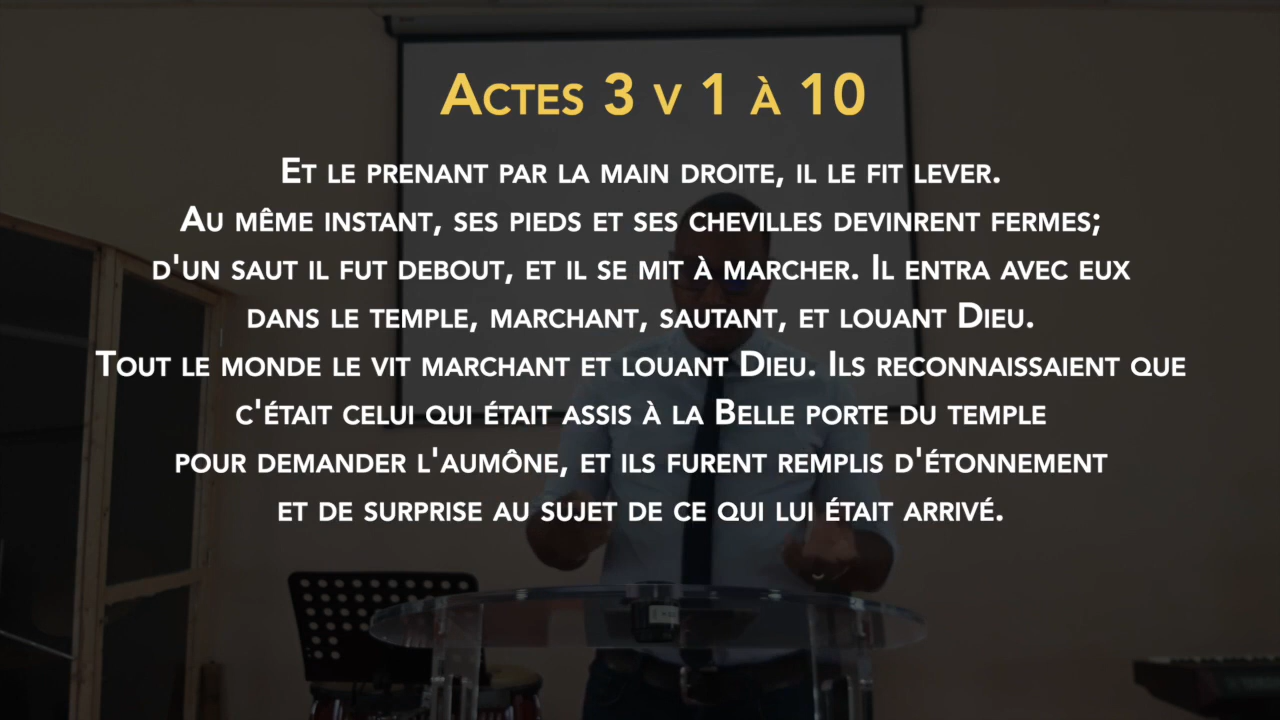 Actes 3 v 1 à 10
Et le prenant par la main droite, il le fit lever.
Au même instant, ses pieds et ses chevilles devinrent fermes;
d'un saut il fut debout, et il se mit à marcher. Il entra avec eux
dans le temple, marchant, sautant, et louant Dieu.
Tout le monde le vit marchant et louant Dieu. Ils reconnaissaient que
c'était celui qui était assis à la Belle porte du temple
pour demander l'aumône, et ils furent remplis d'étonnement
et de surprise au sujet de ce qui lui était arrivé.